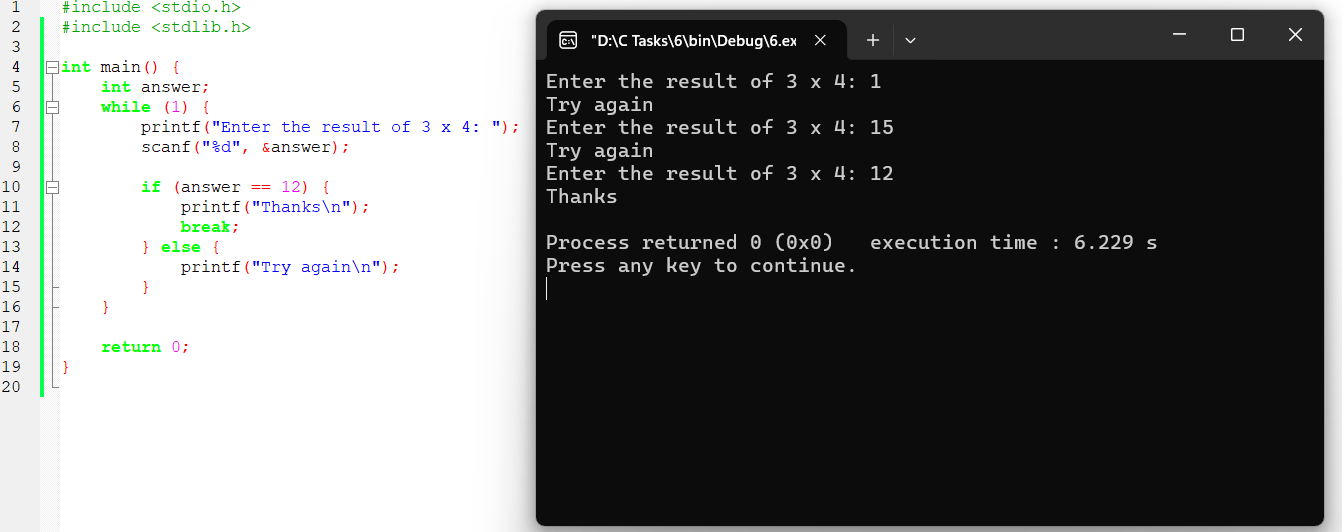 1 #include <stdio.h>
2 #include <stdlib.h>
3
4 int main() {
5     int answer;
6     while (1) {
7         printf("Enter the result of 3 x 4: ");
8         scanf("%d", &answer);
9
10         if (answer == 12) {
11             printf("Thanks\n");
12             break;
13         } else {
14             printf("Try again\n");
15         }
16     }
17
18     return 0;
19 }
20
"D:\C Tasks\6\bin\Debug\6.ex
Enter the result of 3 x 4: 1
Try again
Enter the result of 3 x 4: 15
Try again
Enter the result of 3 x 4: 12
Thanks
Process returned 0 (0x0)   execution time : 6.229 s
Press any key to continue.